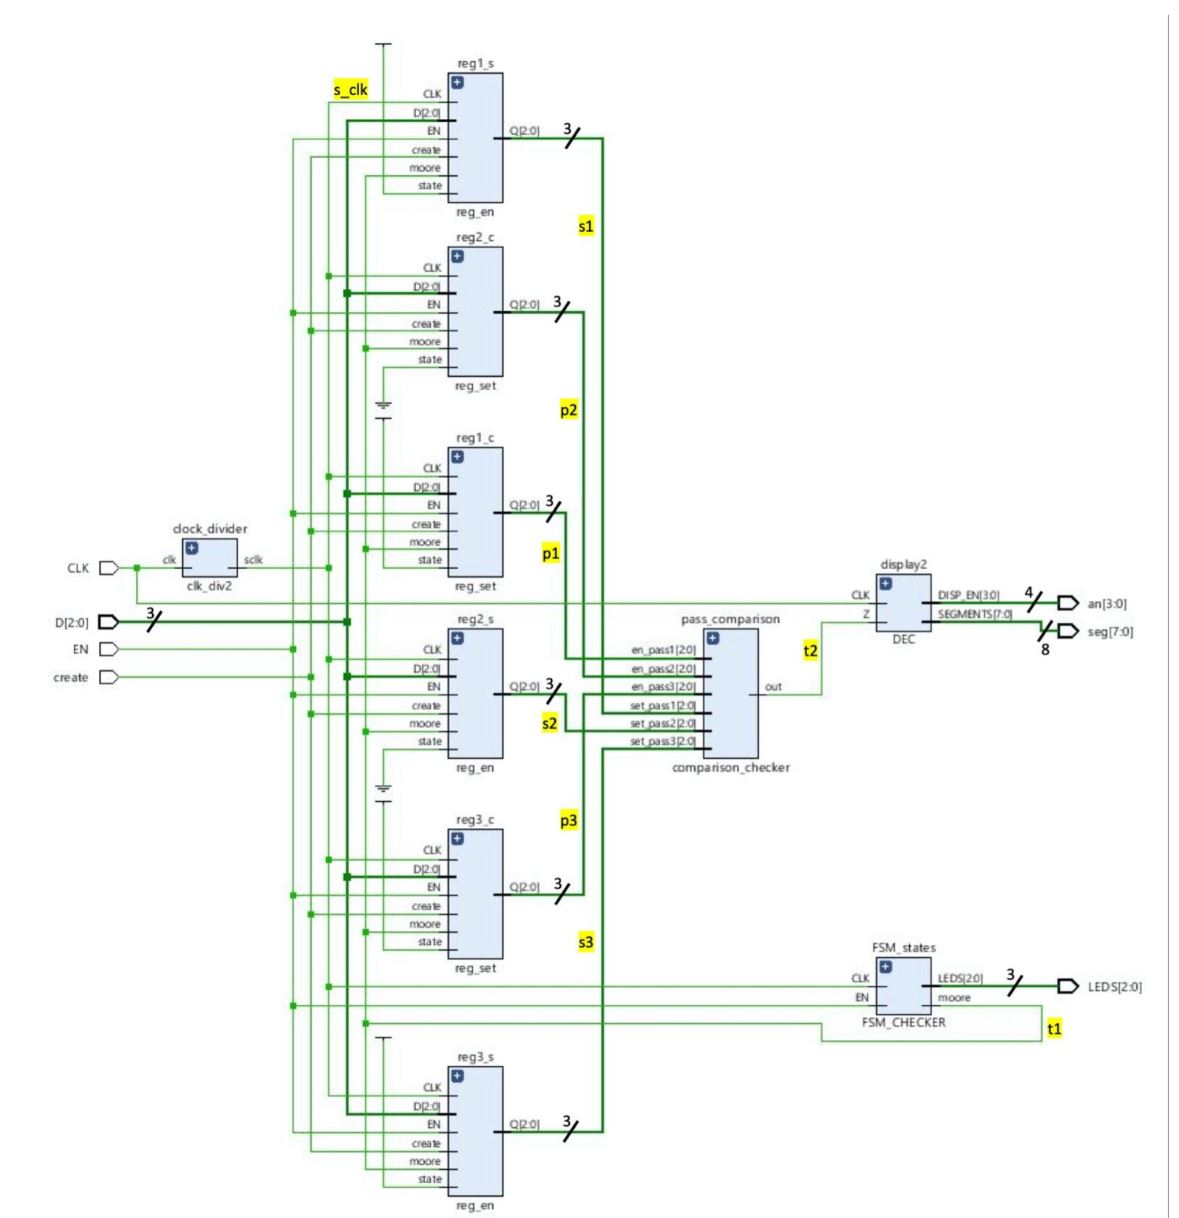 reg1_s
s_clk
CLK
D[2:0]
EN
create
moore
state
Q[2:0]
3
reg_en
s1
reg2_c
CLK
D[2:0]
EN
create
moore
state
Q[2:0]
3
reg_set
p2
reg1_c
CLK
D[2:0]
EN
create
moore
state
Q[2:0]
3
reg_set
p1
clock_divider
CLK
clk
sclk
clk_div2
D[2:0]
3
EN
create
reg2_s
CLK
D[2:0]
EN
create
moore
state
Q[2:0]
3
reg_en
s2
pass_comparison
en_pass1[2:0]
en_pass2[2:0]
en_pass3[2:0]
set_pass1[2:0]
set_pass2[2:0]
set_pass3[2:0]
out
comparison_checker
t2
display2
CLK
Z
DISP_EN[3:0]
SEGMENTS[7:0]
DEC
4
an[3:0]
seg[7:0]
8
reg3_c
CLK
D[2:0]
EN
create
moore
state
Q[2:0]
3
reg_set
p3
s3
FSM_states
CLK
EN
LEDS[2:0]
moore
3
LEDS[2:0]
FSM_CHECKER
t1
reg3_s
CLK
D[2:0]
EN
create
moore
state
Q[2:0]
3
reg_en